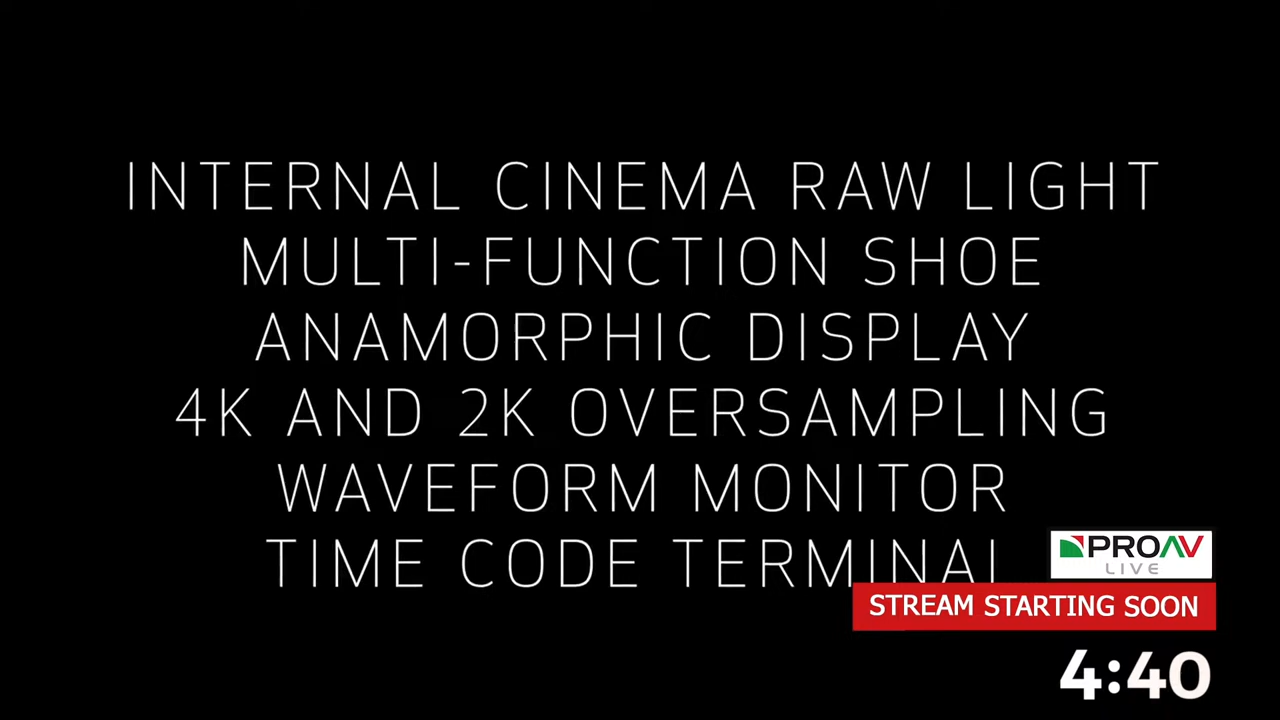 INTERNAL CINEMA RAW LIGHT
MULTI-FUNCTION SHOE
ANAMORPHIC DISPLAY
4K AND 2K OVERSAMPLING
WAVEFORM MONITOR
TIME CODE TERMINAL
PROAV
LIVE
STREAM STARTING SOON
4:40